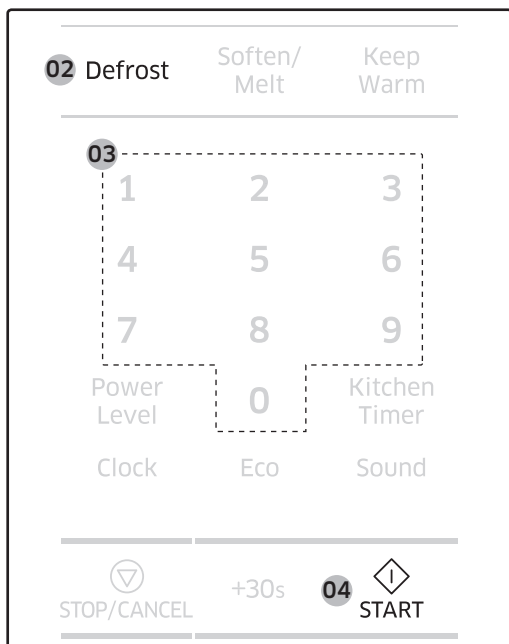 02 Defrost Soften/ Keep
Melt Warm
03
1 2 3
4 5 6
7 8 9
Power 0 Kitchen
Level Timer
Clock Eco Sound
STOP/CANCEL +30s 04 START